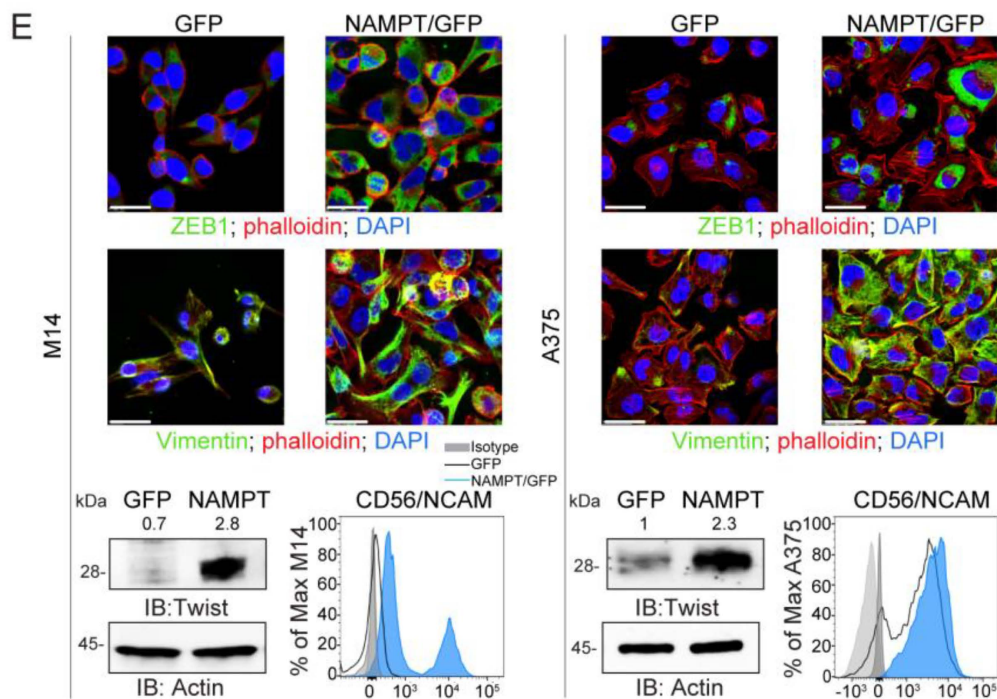 E
GFP NAMPT/GFP GFP NAMPT/GFP
ZEB1; phalloidin; DAPI ZEB1; phalloidin; DAPI
M14 A375
Vimentin; phalloidin; DAPI Vimentin; phalloidin; DAPI
Isotype
GFP
NAMPT/GFP
kDa GFP NAMPT CD56/NCAM
0.7 2.8
28-
IB:Twist
45-
IB: Actin
% of Max M14
100
80
60
40
20
0
0 10³ 10⁴ 10⁵
kDa GFP NAMPT CD56/NCAM
1 2.3
28-
IB:Twist
45-
IB: Actin
% of Max A375
100
80
60
40
20
0
-10³ 0 10³ 10⁴ 10⁵